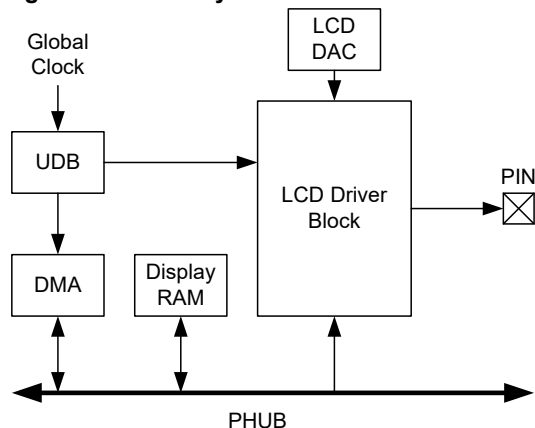 LCD
DAC
Global
Clock
UDB
LCD Driver
Block
PIN
DMA
Display
RAM
PHUB